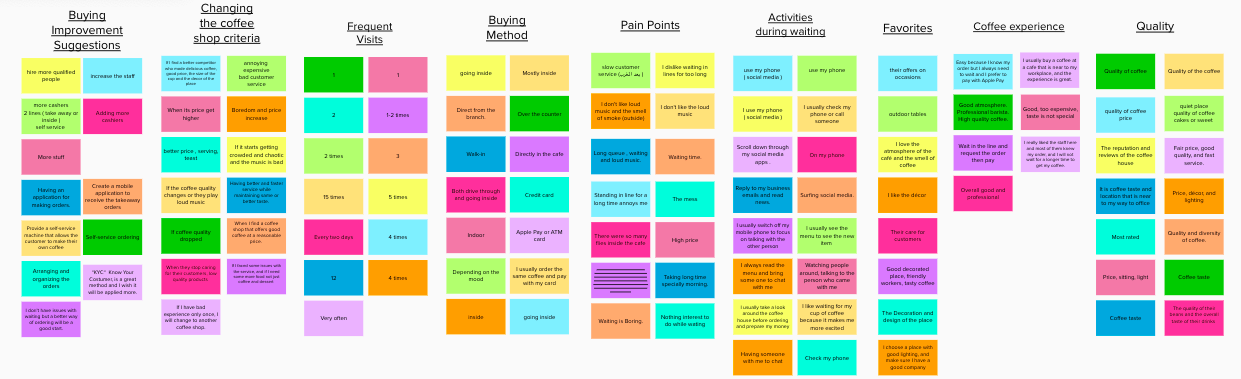 Buying
Improvement
Suggestions
hire more qualified
people
increase the staff
more cashers
2 lines ( take away or
inside )
self service
Adding more
cashers
More stuff
Having an
application for
making orders.
Create a mobile
application to
receive the takeaway
orders
Provide a self-service
machine that allows the
customer to make their
own coffee
Self-service ordering
Arranging and
organizing the
orders
"KYC" Know Your
Customer, is a great
method and I wish it
will be applied more.
I don't have issues with
waiting but a better way
of ordering will be a
good start.
Changing
the coffee
shop criteria
If I find a better competitor
who made delicious coffee,
good price, the size of the
cup and the decor of the
place
annoying
expensive
bad customer
service
When its price get
higher
Boredom and price
increase
better price , serving,
If it starts getting
crowded and chaotic
and the music is bad
If the coffee quality
changes or they play
loud music
Having better and faster
service while
maintaining same or
better taste.
If coffee quality
dropped
When I find a coffee
shop that offers good
coffee at a reasonable
price.
When they stop caring
for their customers, low
quality products
If I faced some issues with
the service, and if I need
some more food not just
coffee and dessert
If I have bad
experience only once, I
will change to another
coffee shop.
Frequent
Visits
1
1
2
1-2 times
2 times
3
15 times
5 times
Every two days
4 times
12
4 times
Very often
Buying
Method
going inside
Mostly inside
Direct from the
branch.
Over the counter
Walk-in
Directly in the cafe
Both drive through
and going inside
Credit card
Indoor
Apple Pay or ATM
card
Depending on the
mood
I usually order the
same coffee and pay
with my card
inside
going inside
Pain Points
slow customer
service
I dislike waiting in
lines for too long
I don't like loud
music and the smell
of smoke (outside)
I don't like the loud
music
Long queue , waiting
and loud music.
Waiting time.
Standing in line for a
long time annoys me
The mess
There were so many
flies inside the cafe
High price
Taking long time
specially morning.
Waiting is Boring.
Nothing interest to
do while wating
Activities
during waiting
use my phone
( social media )
use my phone
I use my phone
( social media )
I usually check my
phone or call
someone
Scroll down through
my social media
apps .
On my phone
Reply to my business
emails and read
news.
Surfing social media.
I usually switch off my
mobile phone to focus
on talking with the
other person
I usually see the
menu to see the new
item
I always read the
menu and bring
some one to chat
with me
Watching people
around, talking to the
person who came
with me
I usually take a look
around the coffee
house before ordering
and prepare my money
I like waiting for my
cup of coffee
because it makes me
more excited
Having someone
with me to chat
Check my phone
Favorites
their offers on
occasions
outdoor tables
I love the
atmosphere of the
café and the smell of
coffee
I like the décor
Their care for
customers
Good decorated
place, friendly
workers, tasty coffee
The Decoration and
design of the place
I choose a place with
good lighting, and
make sure I have a
good company
Coffee experience
Easy because I know my
order but I always need
to wait and I prefer to
pay with Apple Pay
I usually buy a coffee at
a cafe that is near to my
workplace, and the
experience is great.
Good atmosphere.
Professional barista.
High quality coffee.
Good, too expensive,
taste is not special
Wait in the line and
request the order
then pay
I really liked the staff here
and most of them know
my order, and I will not
wait for a longer time to
get my coffee.
Overall good and
professional
Quality
Quality of coffee
Quality of the coffee
quality of coffee
price
quiet place
quality of coffee
cakes or sweet
The reputation and
reviews of the coffee
house
Fair price, good
quality, and fast
service.
It is coffee taste and
location that is near
to my way to office
Price, décor, and
lighting
Most rated
Quality and diversity
of coffee.
Price, sitting, light
Coffee taste
Coffee taste
The quality of their
beans and the overall
taste of their drinks.